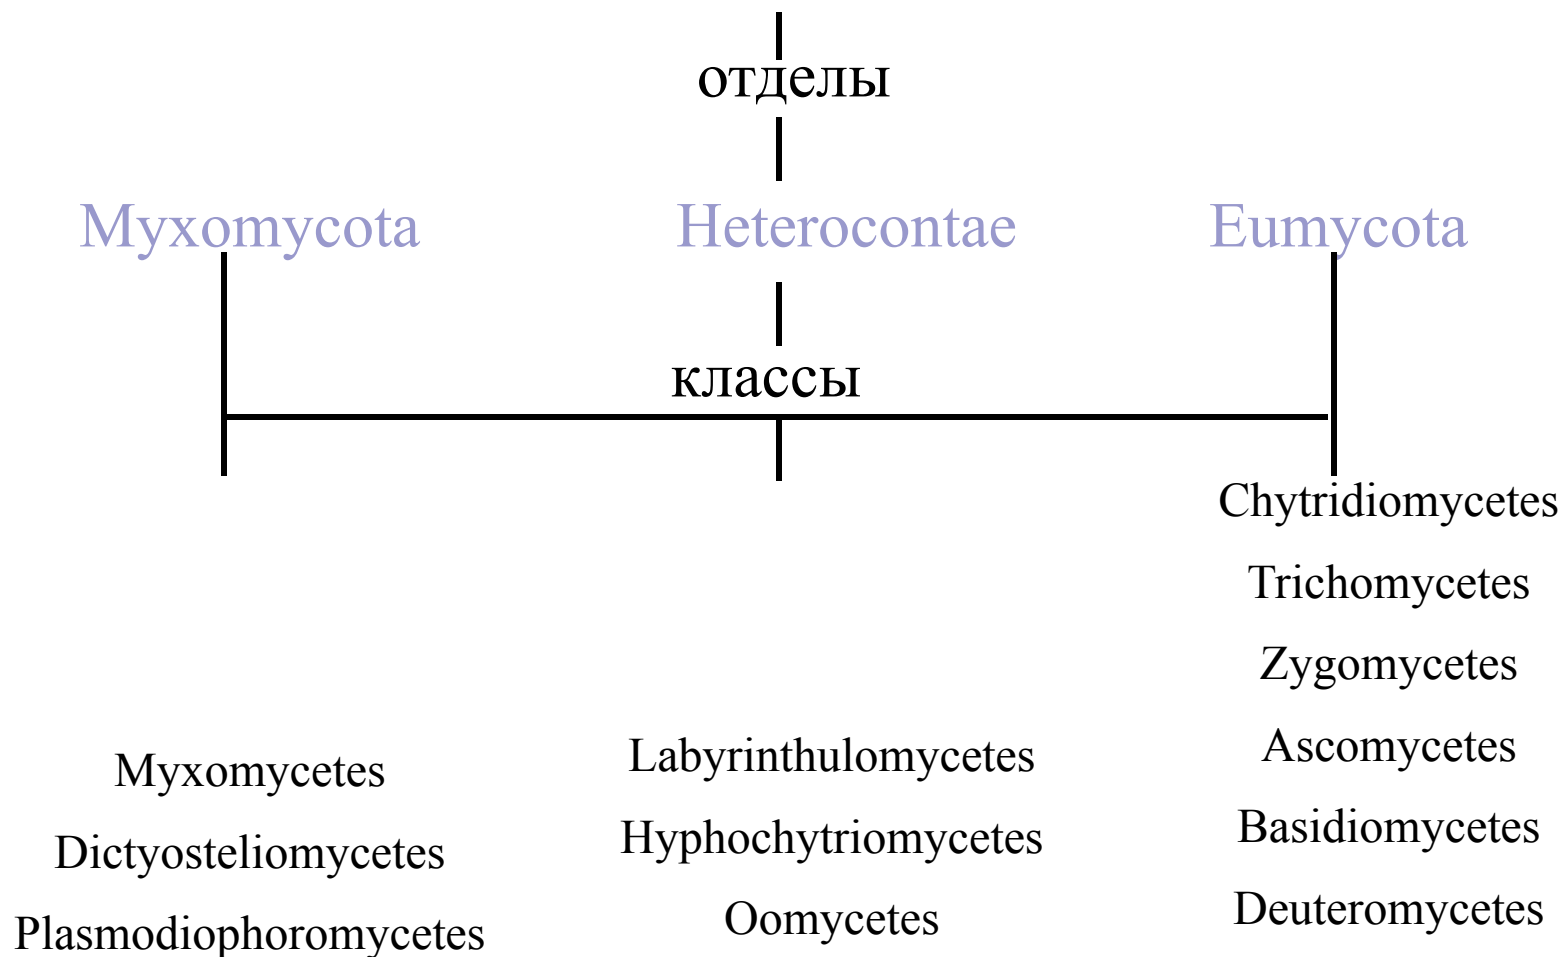 отделы
Myxomycota
Heterocontae
Eumycota
классы
Myxomycetes
Dictyosteliomycetes
Plasmodiophoromycetes
Labyrinthulomycetes
Hyphochytriomycetes
Oomycetes
Chytridiomycetes
Trichomycetes
Zygomycetes
Ascomycetes
Basidiomycetes
Deuteromycetes